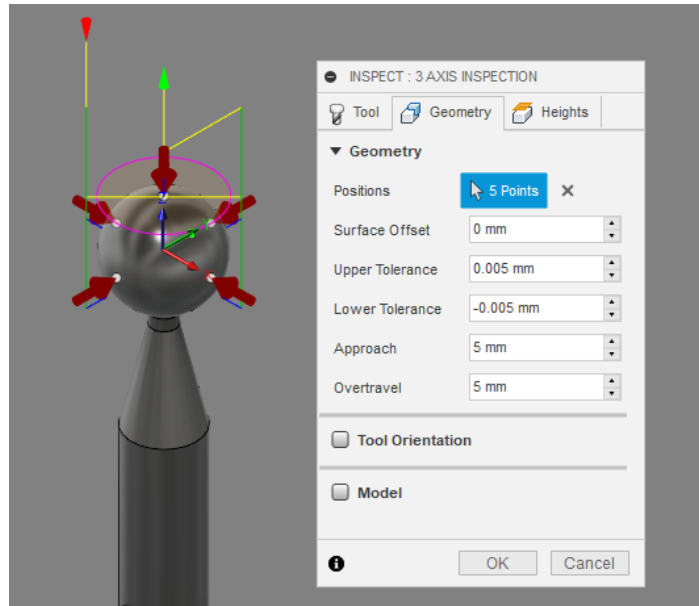 INSPECT : 3 AXIS INSPECTION
Tool Geometry Heights
Geometry
Positions 5 Points
Surface Offset 0 mm
Upper Tolerance 0.005 mm
Lower Tolerance -0.005 mm
Approach 5 mm
Overtravel 5 mm
Tool Orientation
Model
OK Cancel